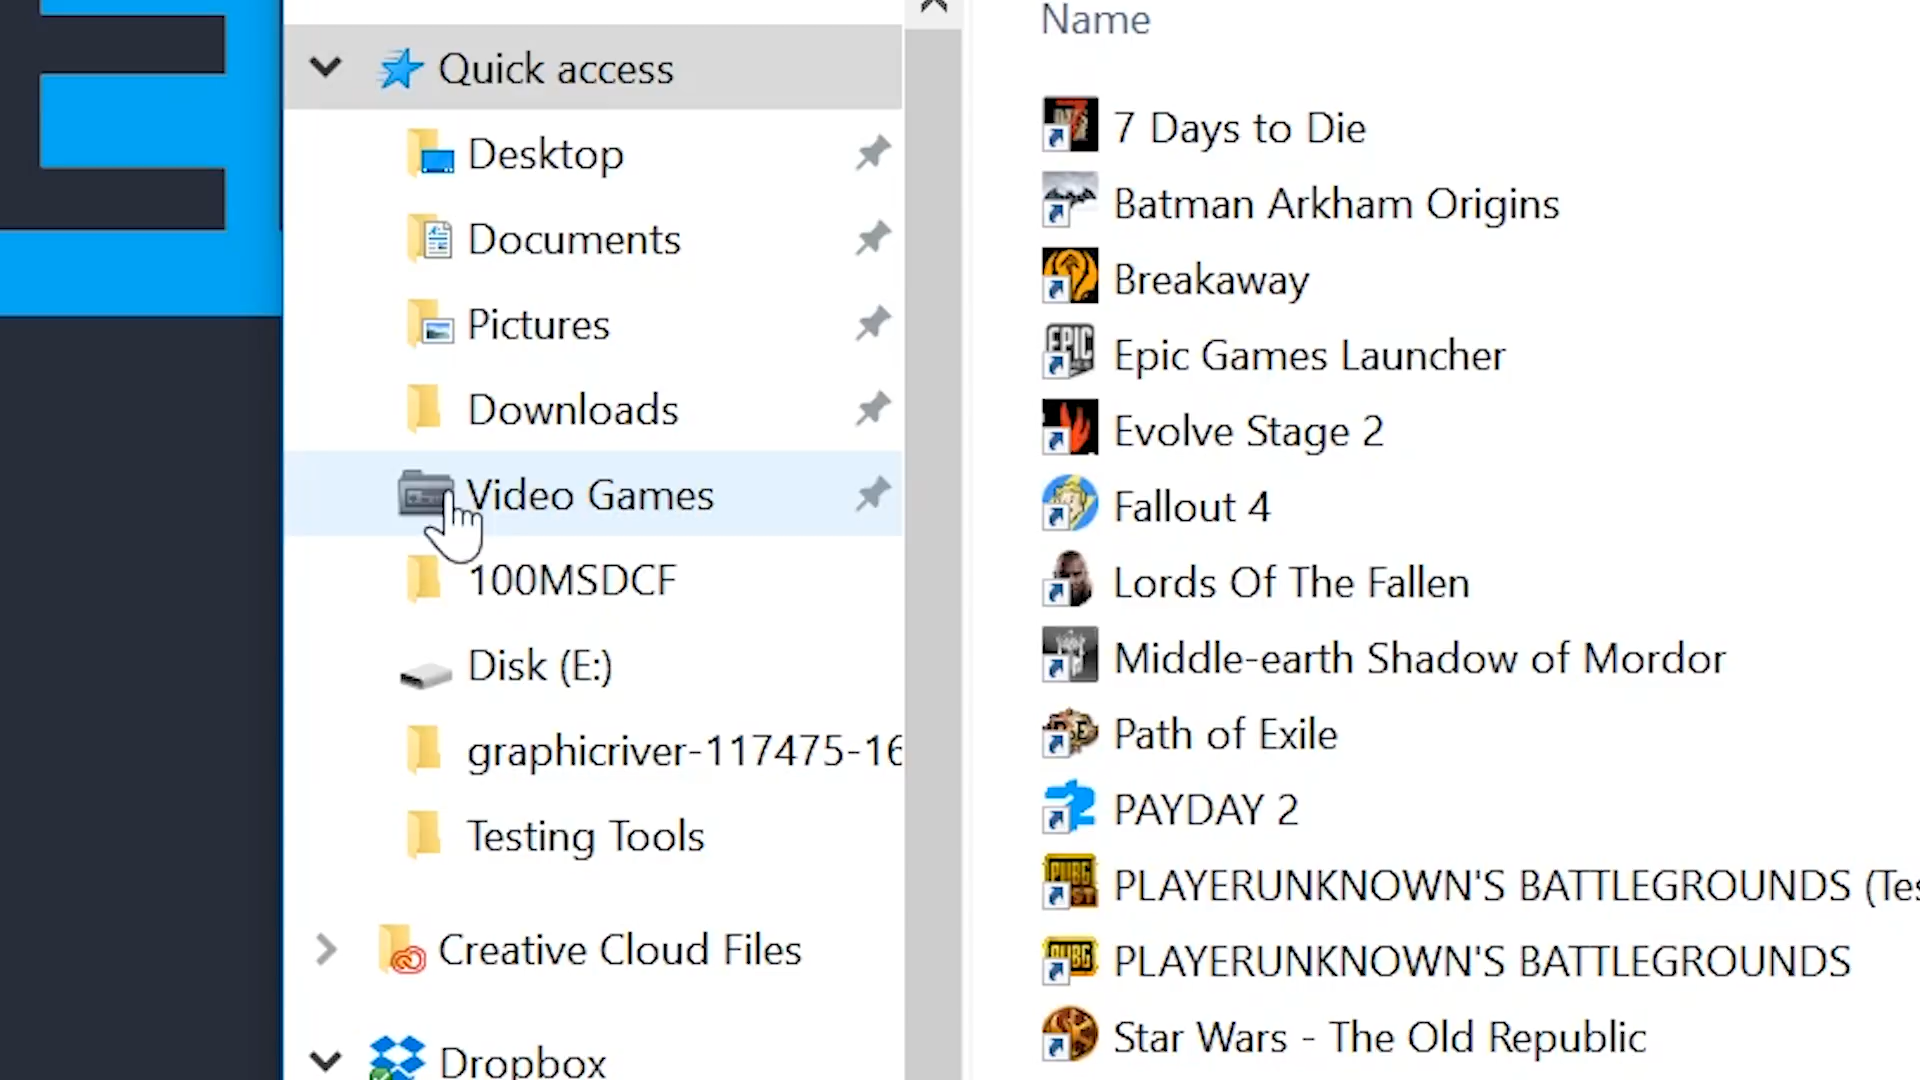 Quick access
Desktop
Documents
Pictures
Downloads
Video Games
100MSDCF
Disk (E:)
graphicriver-117475-16
Testing Tools
Creative Cloud Files
Dropbox
Name
7 Days to Die
Batman Arkham Origins
Breakaway
Epic Games Launcher
Evolve Stage 2
Fallout 4
Lords Of The Fallen
Middle-earth Shadow of Mordor
Path of Exile
PAYDAY 2
PLAYERUNKNOWN'S BATTLEGROUNDS (Tes
PLAYERUNKNOWN'S BATTLEGROUNDS
Star Wars - The Old Republic